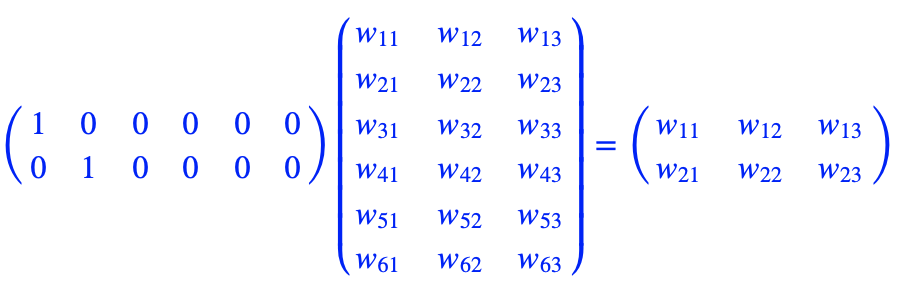 \begin{pmatrix} 1 & 0 & 0 & 0 & 0 & 0 \\ 0 & 1 & 0 & 0 & 0 & 0 \end{pmatrix} \begin{pmatrix} w_{11} & w_{12} & w_{13} \\ w_{21} & w_{22} & w_{23} \\ w_{31} & w_{32} & w_{33} \\ w_{41} & w_{42} & w_{43} \\ w_{51} & w_{52} & w_{53} \\ w_{61} & w_{62} & w_{63} \end{pmatrix} = \begin{pmatrix} w_{11} & w_{12} & w_{13} \\ w_{21} & w_{22} & w_{23} \end{pmatrix}